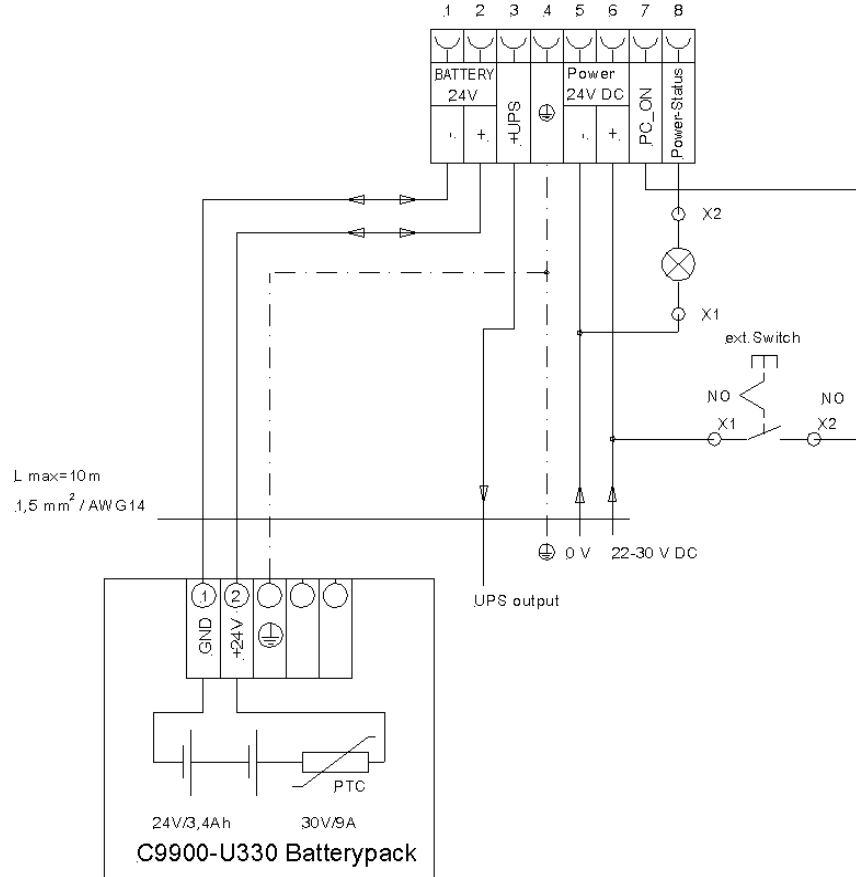 1 2 3 4 5 6 7 8
BATTERY
24V
- +
+UPS
Power
24V DC
- +
PC_ON
Power-Status
X2
X1
ext.Switch
NO
NO
X1
X2
L max=10m
1,5 mm² / AWG14
0 V
22-30 V DC
UPS output
1 2
GND
+24V
PTC
24V/3,4Ah
30V/9A
C9900-U330 Batterypack